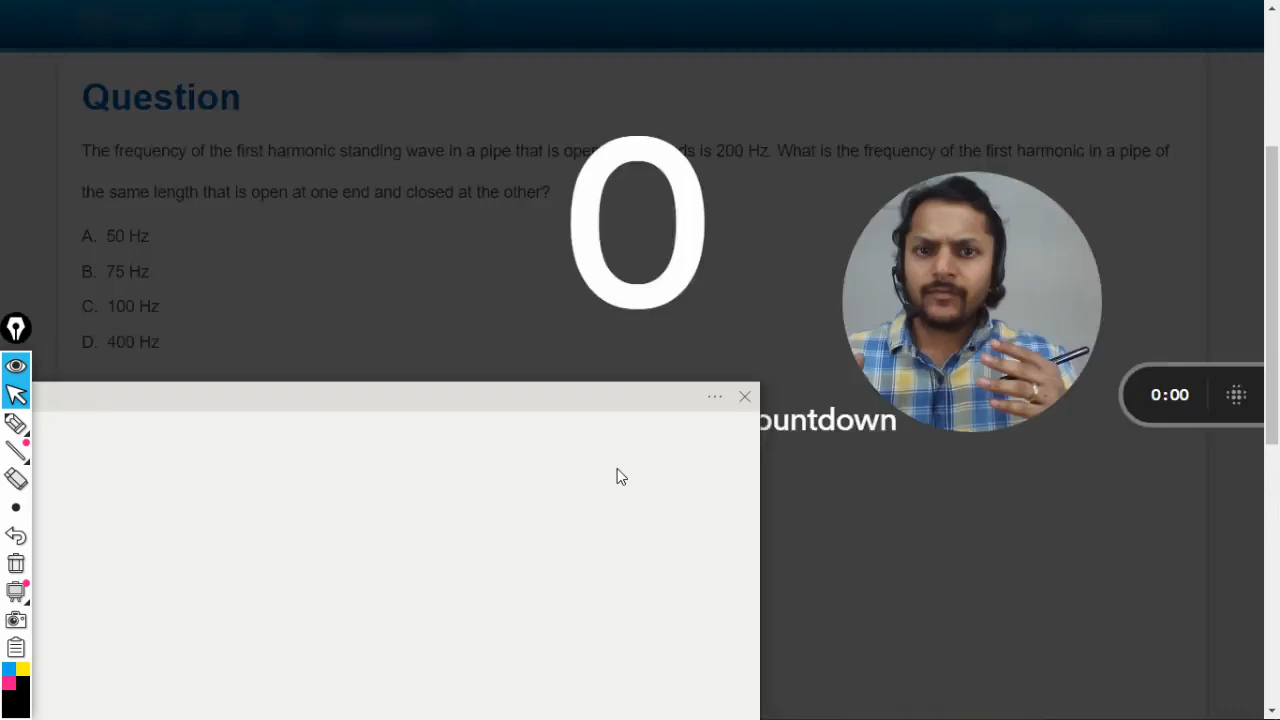 Question
The frequency of the first harmonic standing wave in a pipe that is open ds is 200 Hz. What is the frequency of the first harmonic in a pipe of
the same length that is open at one end and closed at the other?
A. 50 Hz
B. 75 Hz
C. 100 Hz
D. 400 Hz
0
ountdown
0:00